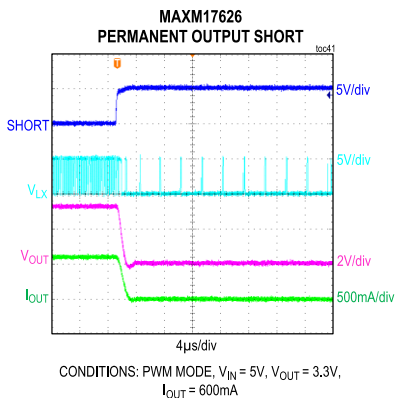 MAXM17626
PERMANENT OUTPUT SHORT
toc41
T
SHORT
5V/div
5V/div
VLX
VOUT
2V/div
IOUT
500mA/div
4µs/div
CONDITIONS: PWM MODE, VIN = 5V, VOUT = 3.3V,
IOUT = 600mA